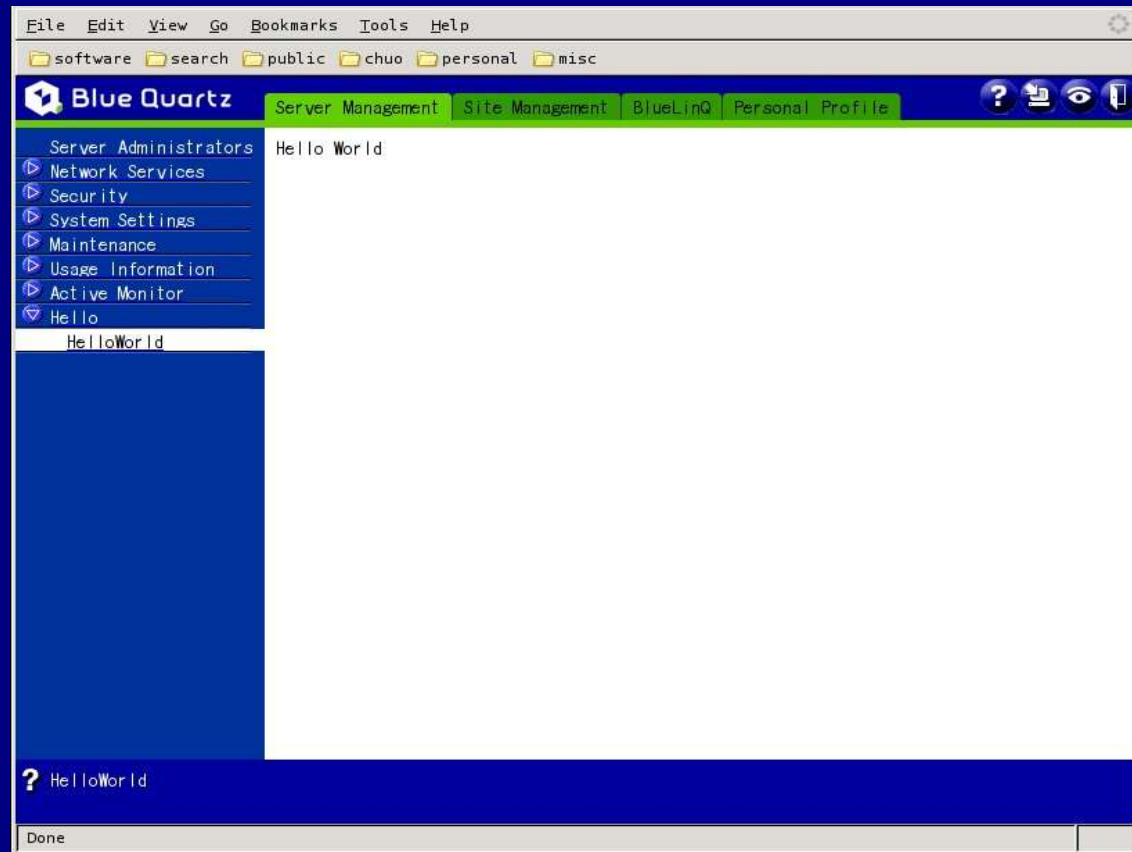 File Edit View Go Bookmarks Tools Help
software search public chuo personal misc
Blue Quartz
Server Management Site Management BlueLinQ Personal Profile
?
Server Administrators
Network Services
Security
System Settings
Maintenance
Usage Information
Active Monitor
Hello
HelloWorld
Hello World
? HelloWorld
Done